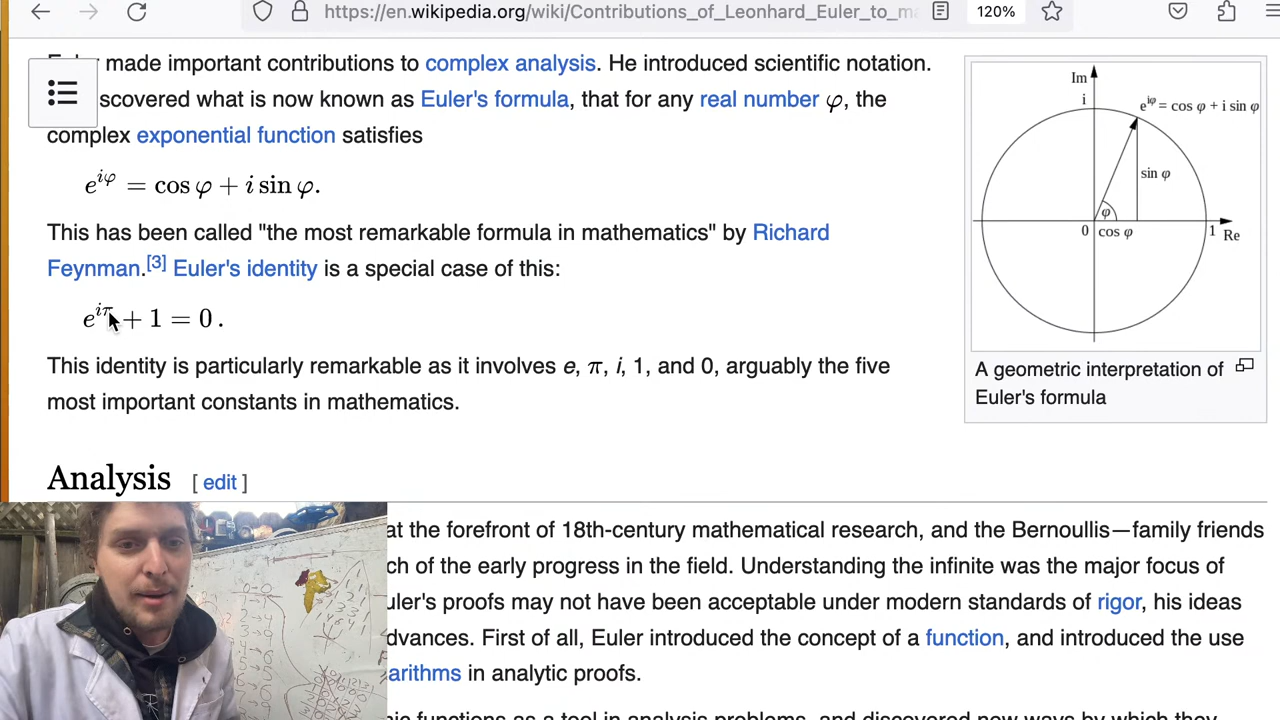 https://en.wikipedia.org/wiki/Contributions_of_Leonhard_Euler_to_ma
120%
made important contributions to complex analysis. He introduced scientific notation.
scovered what is now known as Euler's formula, that for any real number φ, the
complex exponential function satisfies
e^{iφ} = cos φ + i sin φ.
This has been called "the most remarkable formula in mathematics" by Richard
Feynman.[3] Euler's identity is a special case of this:
e^{iπ} + 1 = 0.
This identity is particularly remarkable as it involves e, π, i, 1, and 0, arguably the five
most important constants in mathematics.
Im
i
e^{iφ} = cos φ + i sin φ
sin φ
φ
0 cos φ 1 Re
A geometric interpretation of
Euler's formula
Analysis [ edit ]
at the forefront of 18th-century mathematical research, and the Bernoullis—family friends
ch of the early progress in the field. Understanding the infinite was the major focus of
uler's proofs may not have been acceptable under modern standards of rigor, his ideas
dvances. First of all, Euler introduced the concept of a function, and introduced the use
arithms in analytic proofs.